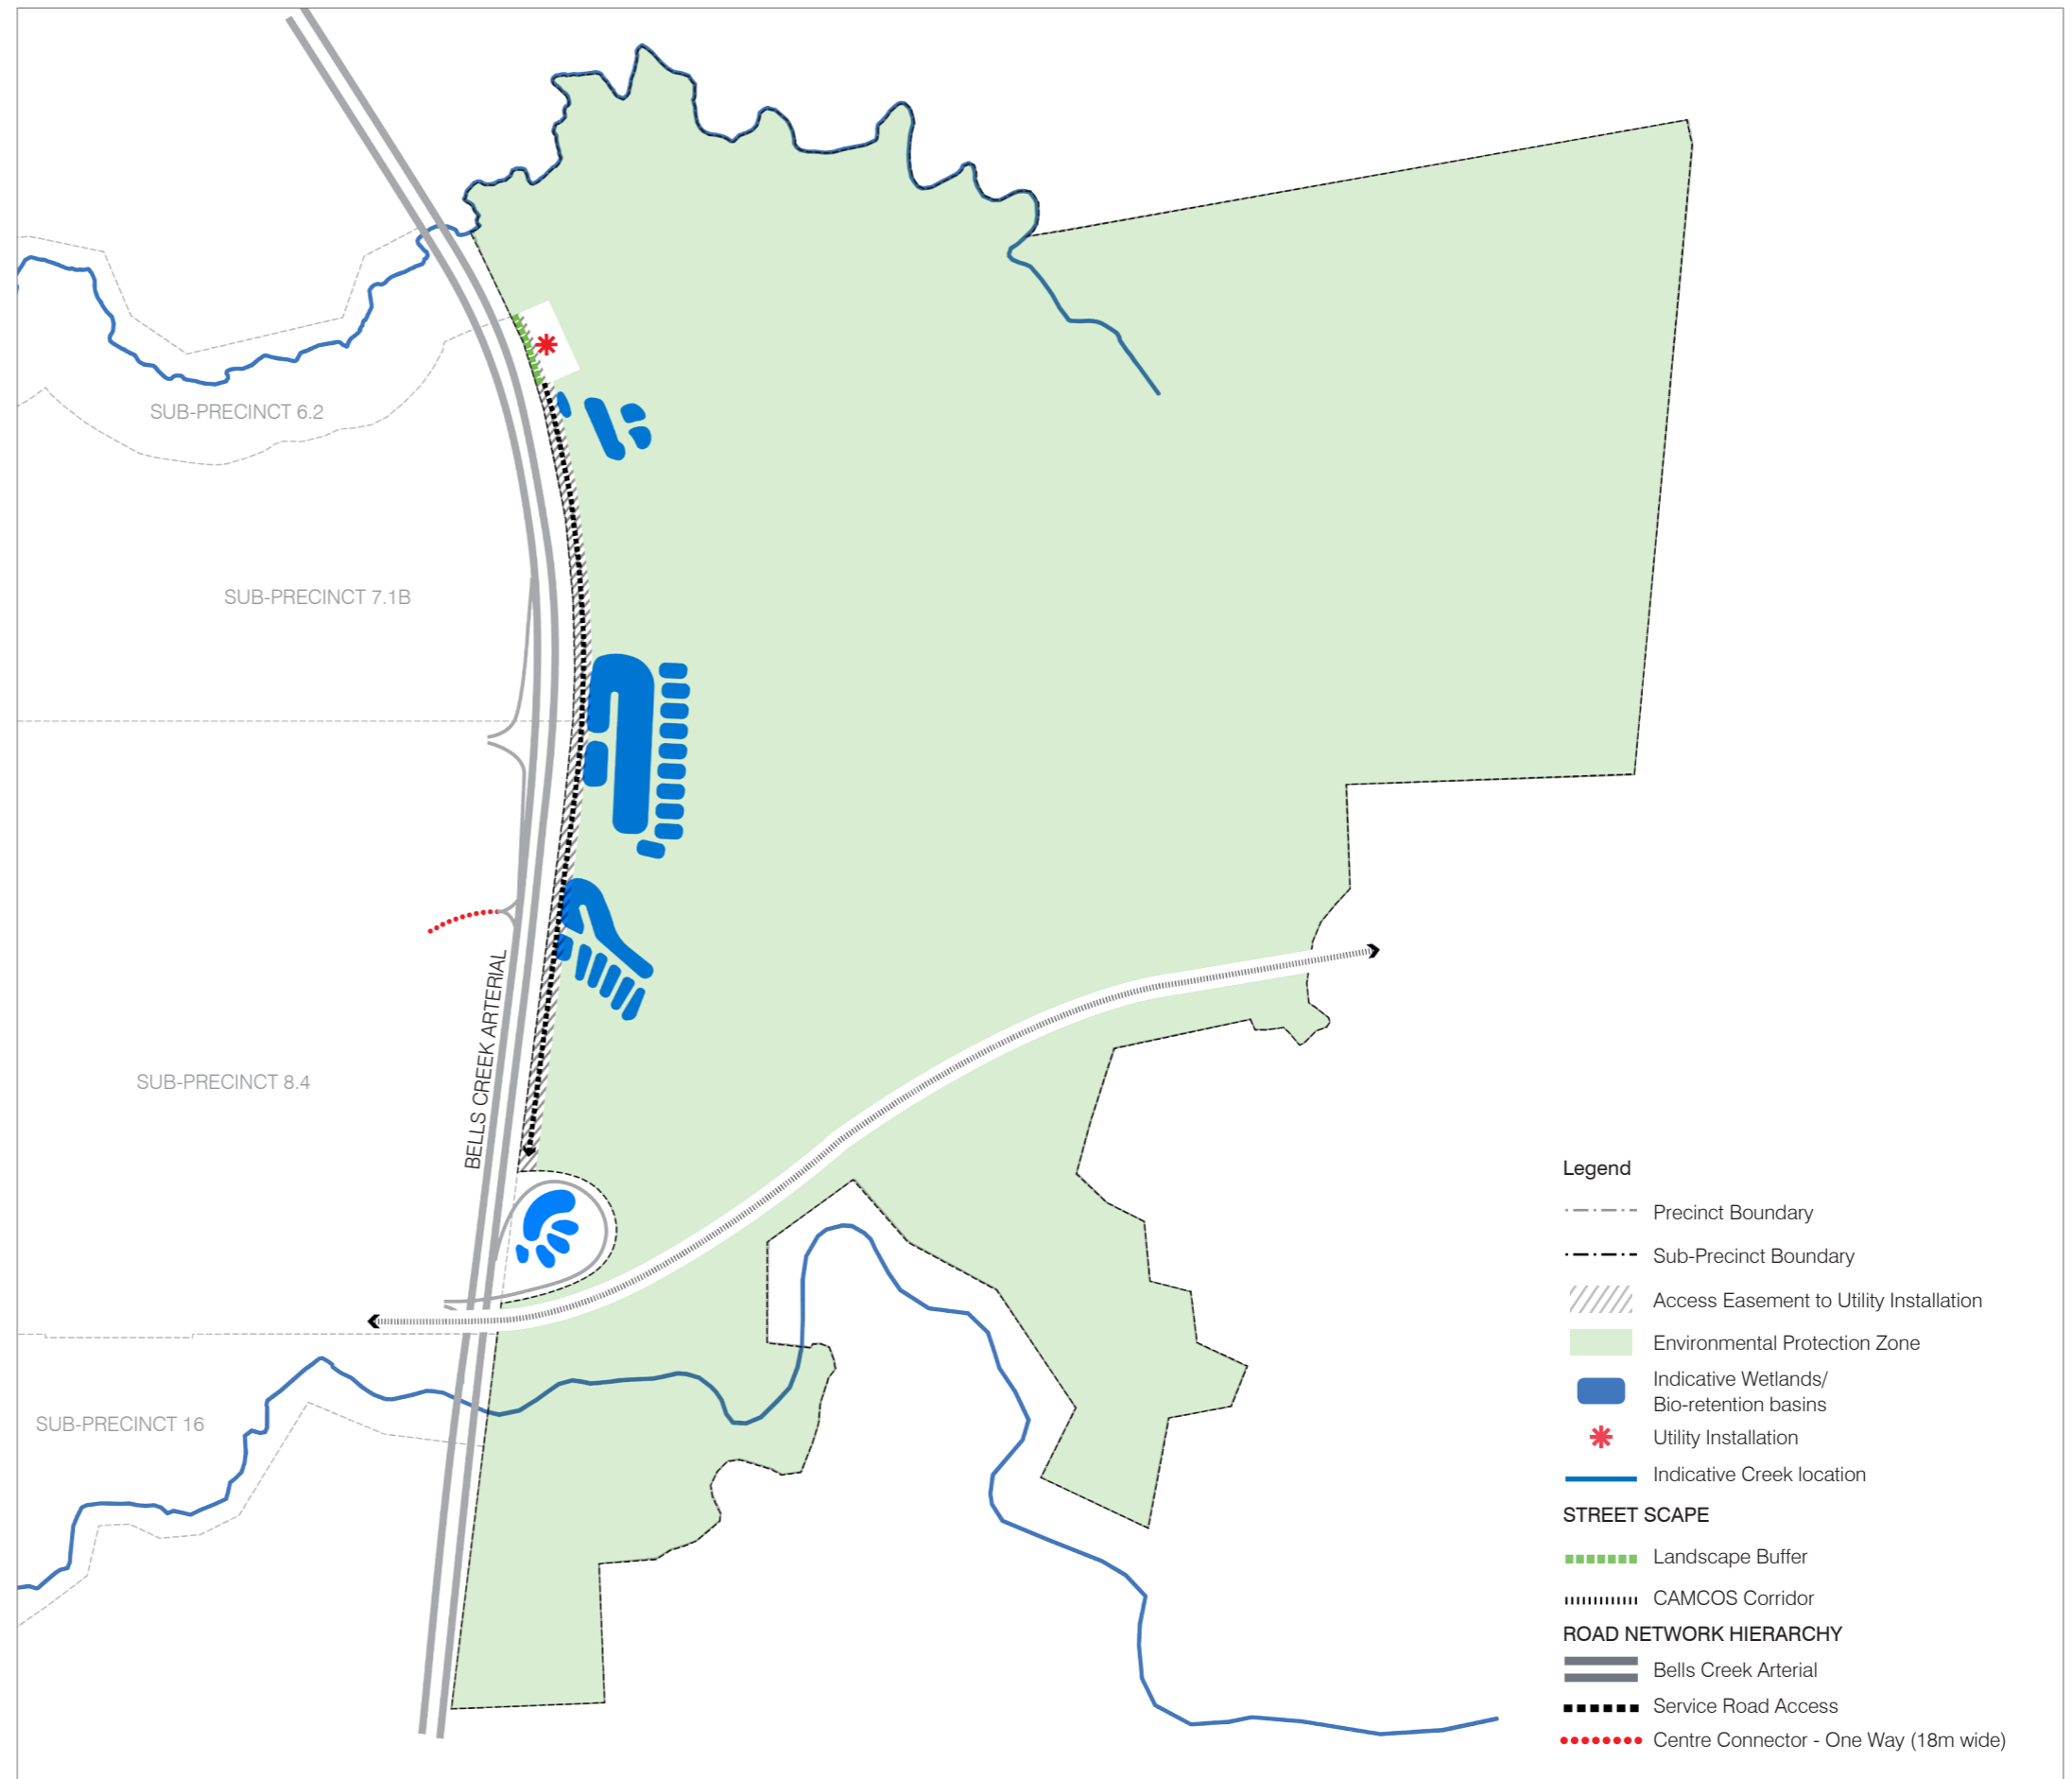 SUB-PRECINCT 6.2
SUB-PRECINCT 7.1B
BELLS CREEK ARTERIAL
SUB-PRECINCT 8.4
SUB-PRECINCT 16
Legend
Precinct Boundary
Sub-Precinct Boundary
Access Easement to Utility Installation
Environmental Protection Zone
Indicative Wetlands/
Bio-retention basins
Utility Installation
Indicative Creek location
STREET SCAPE
Landscape Buffer
CAMCOS Corridor
ROAD NETWORK HIERARCHY
Bells Creek Arterial
Service Road Access
Centre Connector - One Way (18m wide)